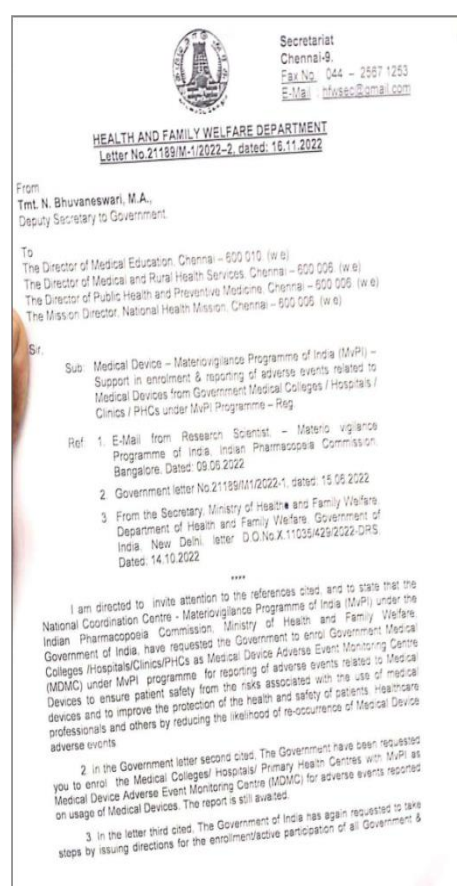 Secretariat
Chennai-9.
Fax No. 044 – 2567 1253
E-Mail : hfwsec@gmail.com
HEALTH AND FAMILY WELFARE DEPARTMENT
Letter No.21189/M-1/2022–2, dated: 16.11.2022
From
Tmt. N. Bhuvaneswari, M.A.,
Deputy Secretary to Government.
To
The Director of Medical Education, Chennai – 600 010. (w.e)
The Director of Medical and Rural Health Services, Chennai – 600 006. (w.e)
The Director of Public Health and Preventive Medicine, Chennai – 600 006. (w.e)
The Mission Director, National Health Mission, Chennai – 600 006. (w.e)
Sir,
Sub: Medical Device – Materiovigilance Programme of India (MvPI) –
Support in enrolment & reporting of adverse events related to
Medical Devices from Government Medical Colleges / Hospitals /
Clinics / PHCs under MvPI Programme – Reg
Ref: 1. E-Mail from Research Scientist, – Materio vigilance
Programme of India, Indian Pharmacopeia Commission,
Bangalore. Dated: 09.06.2022
2. Government letter No.21189/M1/2022-1, dated: 15.06.2022
3. From the Secretary, Ministry of Health and Family Welfare,
Department of Health and Family Welfare, Government of
India, New Delhi, letter D.O.No.X.11035/429/2022-DRS,
Dated: 14.10.2022
****
I am directed to invite attention to the references cited, and to state that the
National Coordination Centre - Materiovigilance Programme of India (MvPI) under the
Indian Pharmacopoeia Commission, Ministry of Health and Family Welfare,
Government of India, have requested the Government to enrol Government Medical
Colleges /Hospitals/Clinics/PHCs as Medical Device Adverse Event Monitoring Centre
(MDMC) under MvPI programme for reporting of adverse events related to Medical
Devices to ensure patient safety from the risks associated with the use of medical
devices and to improve the protection of the health and safety of patients, Healthcare
professionals and others by reducing the likelihood of re-occurrence of Medical Device
adverse events
2. In the Government letter second cited, The Government have been requested
you to enrol the Medical Colleges/ Hospitals/ Primary Health Centres with MvPI as
Medical Device Adverse Event Monitoring Centre (MDMC) for adverse events reported
on usage of Medical Devices. The report is still awaited.
3. In the letter third cited, The Government of India has again requested to take
steps by issuing directions for the enrollment/active participation of all Government &